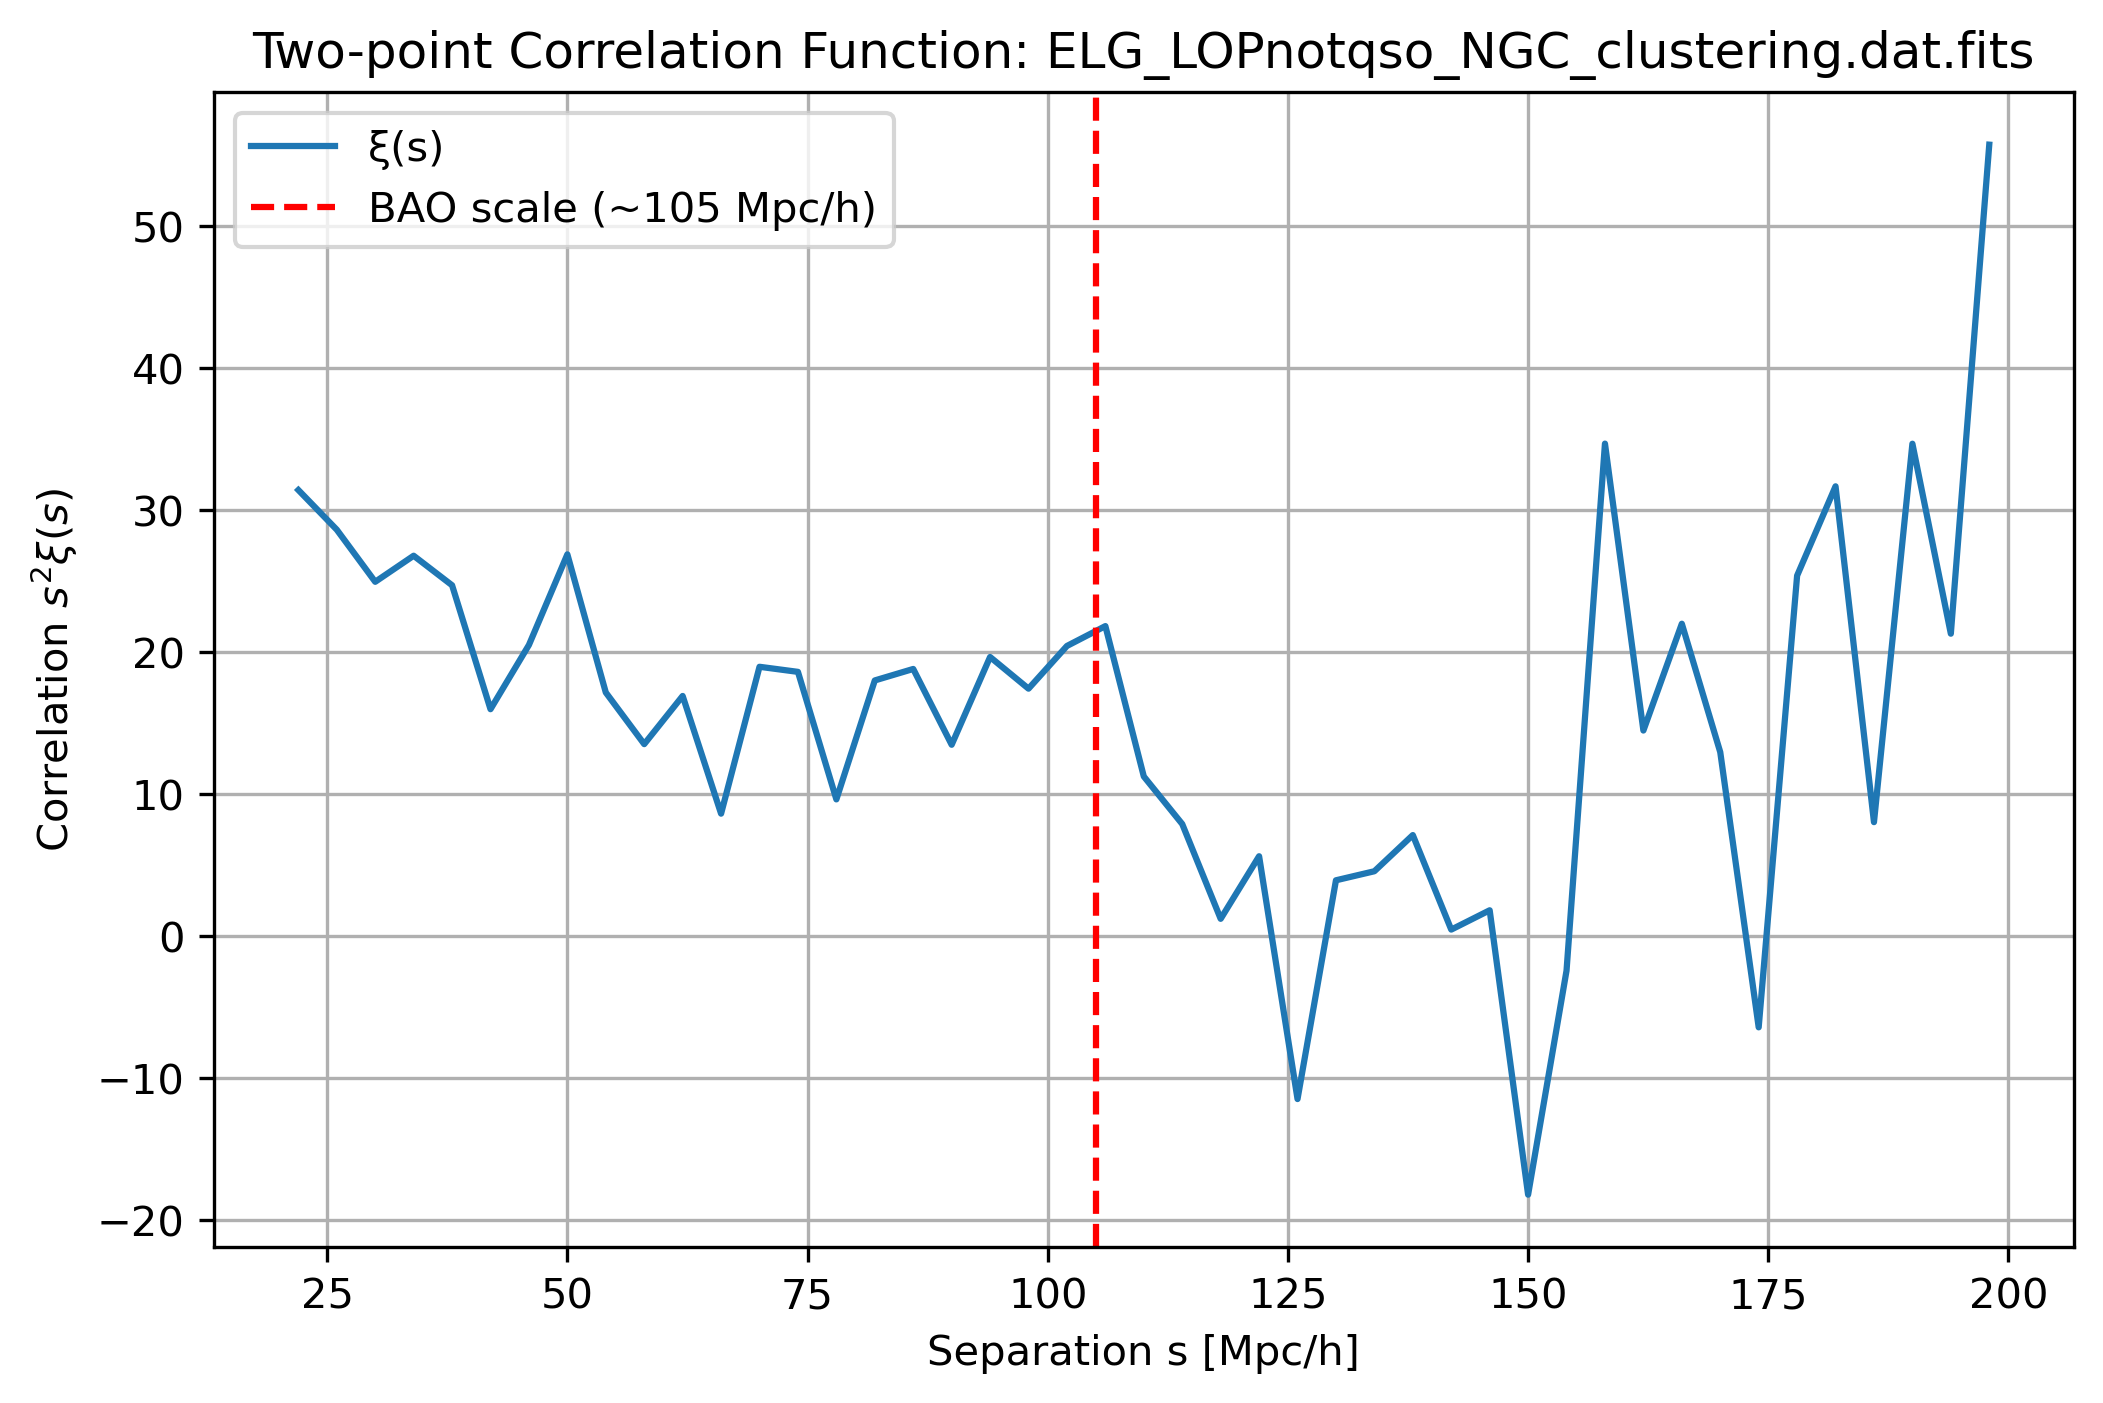 Two-point Correlation Function: ELG_LOPnotqso_NGC_clustering.dat.fits
ξ(s)
BAO scale (~105 Mpc/h)
Correlation s²ξ(s)
50
40
30
20
10
0
−10
−20
25 50 75 100 125 150 175 200
Separation s [Mpc/h]